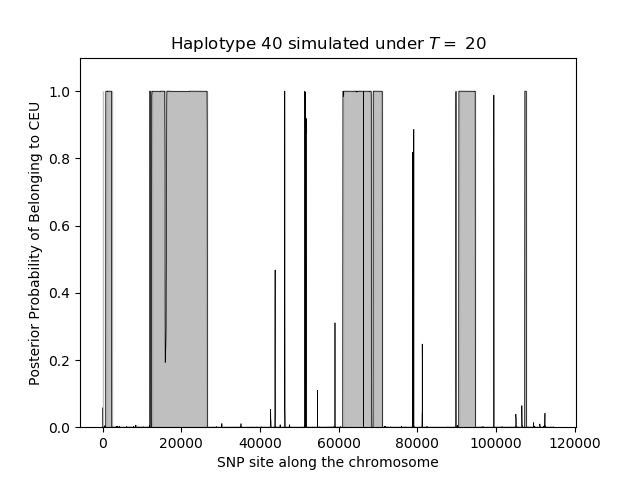 Haplotype 40 simulated under T = 20
Posterior Probability of Belonging to CEU
1.0
0.8
0.6
0.4
0.2
0.0
0 20000 40000 60000 80000 100000 120000
SNP site along the chromosome